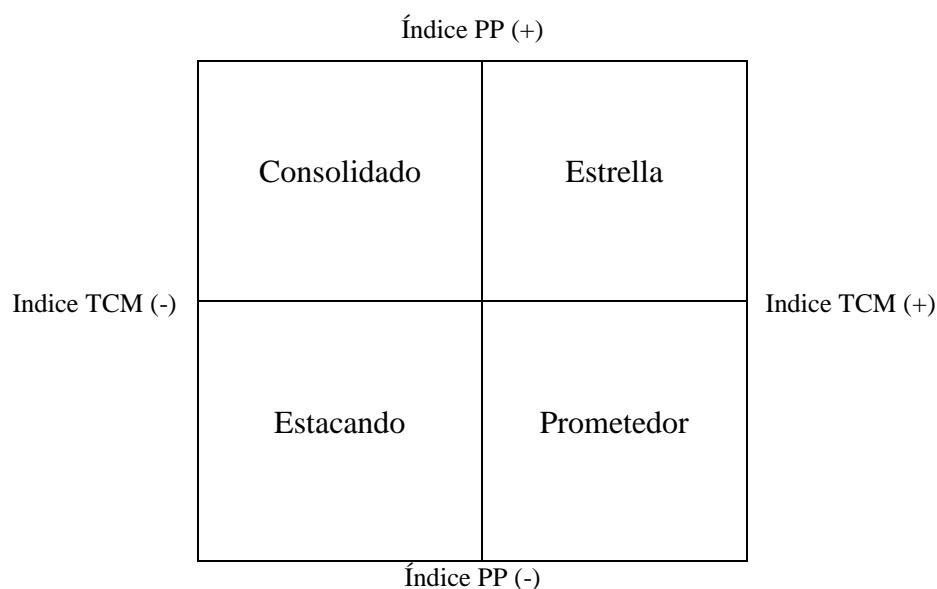 Índice PP (+)
Consolidado
Estrella
Indice TCM (-)
Indice TCM (+)
Estacando
Prometedor
Índice PP (-)